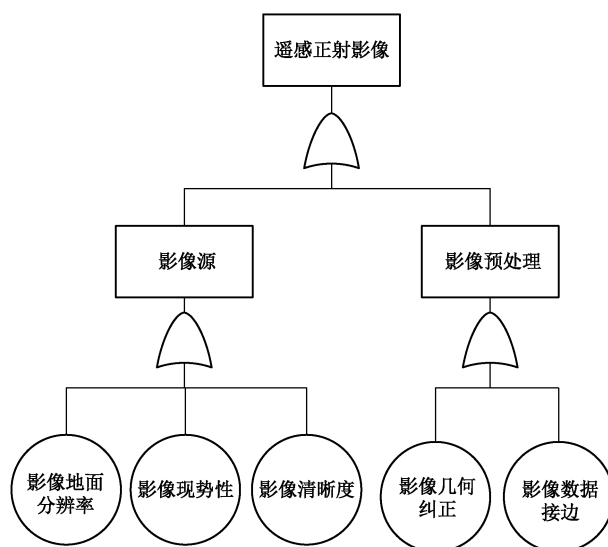 遥感正射影像
影像源
影像预处理
影像地面
分辨率
影像现势性
影像清晰度
影像几何
纠正
影像数据
接边